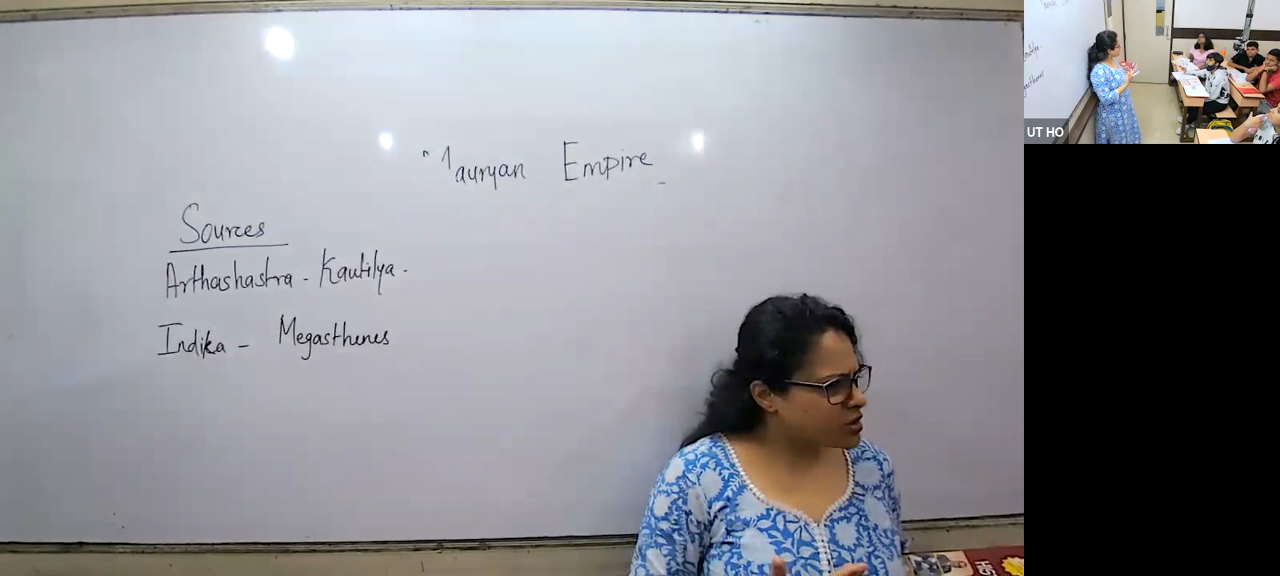 Mauryan Empire
Sources
Arthashastra - Kautilya.
Indika - Megasthenes
UT HO